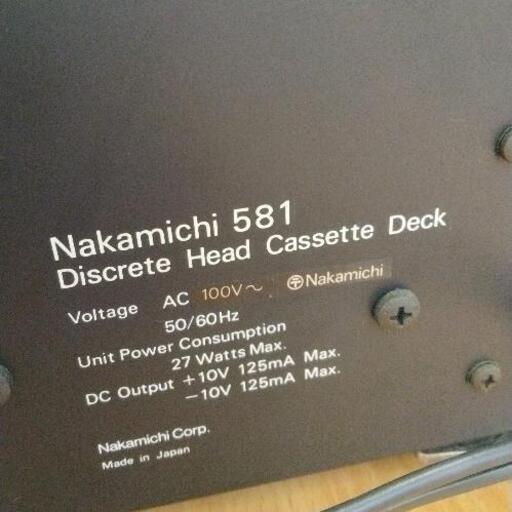 Nakamichi 581
Discrete Head Cassette Deck
Voltage AC 100V~ 〶Nakamichi
50/60Hz
Unit Power Consumption
27 Watts Max.
DC Output +10V 125mA Max.
−10V 125mA Max.
Nakamichi Corp.
Made in Japan